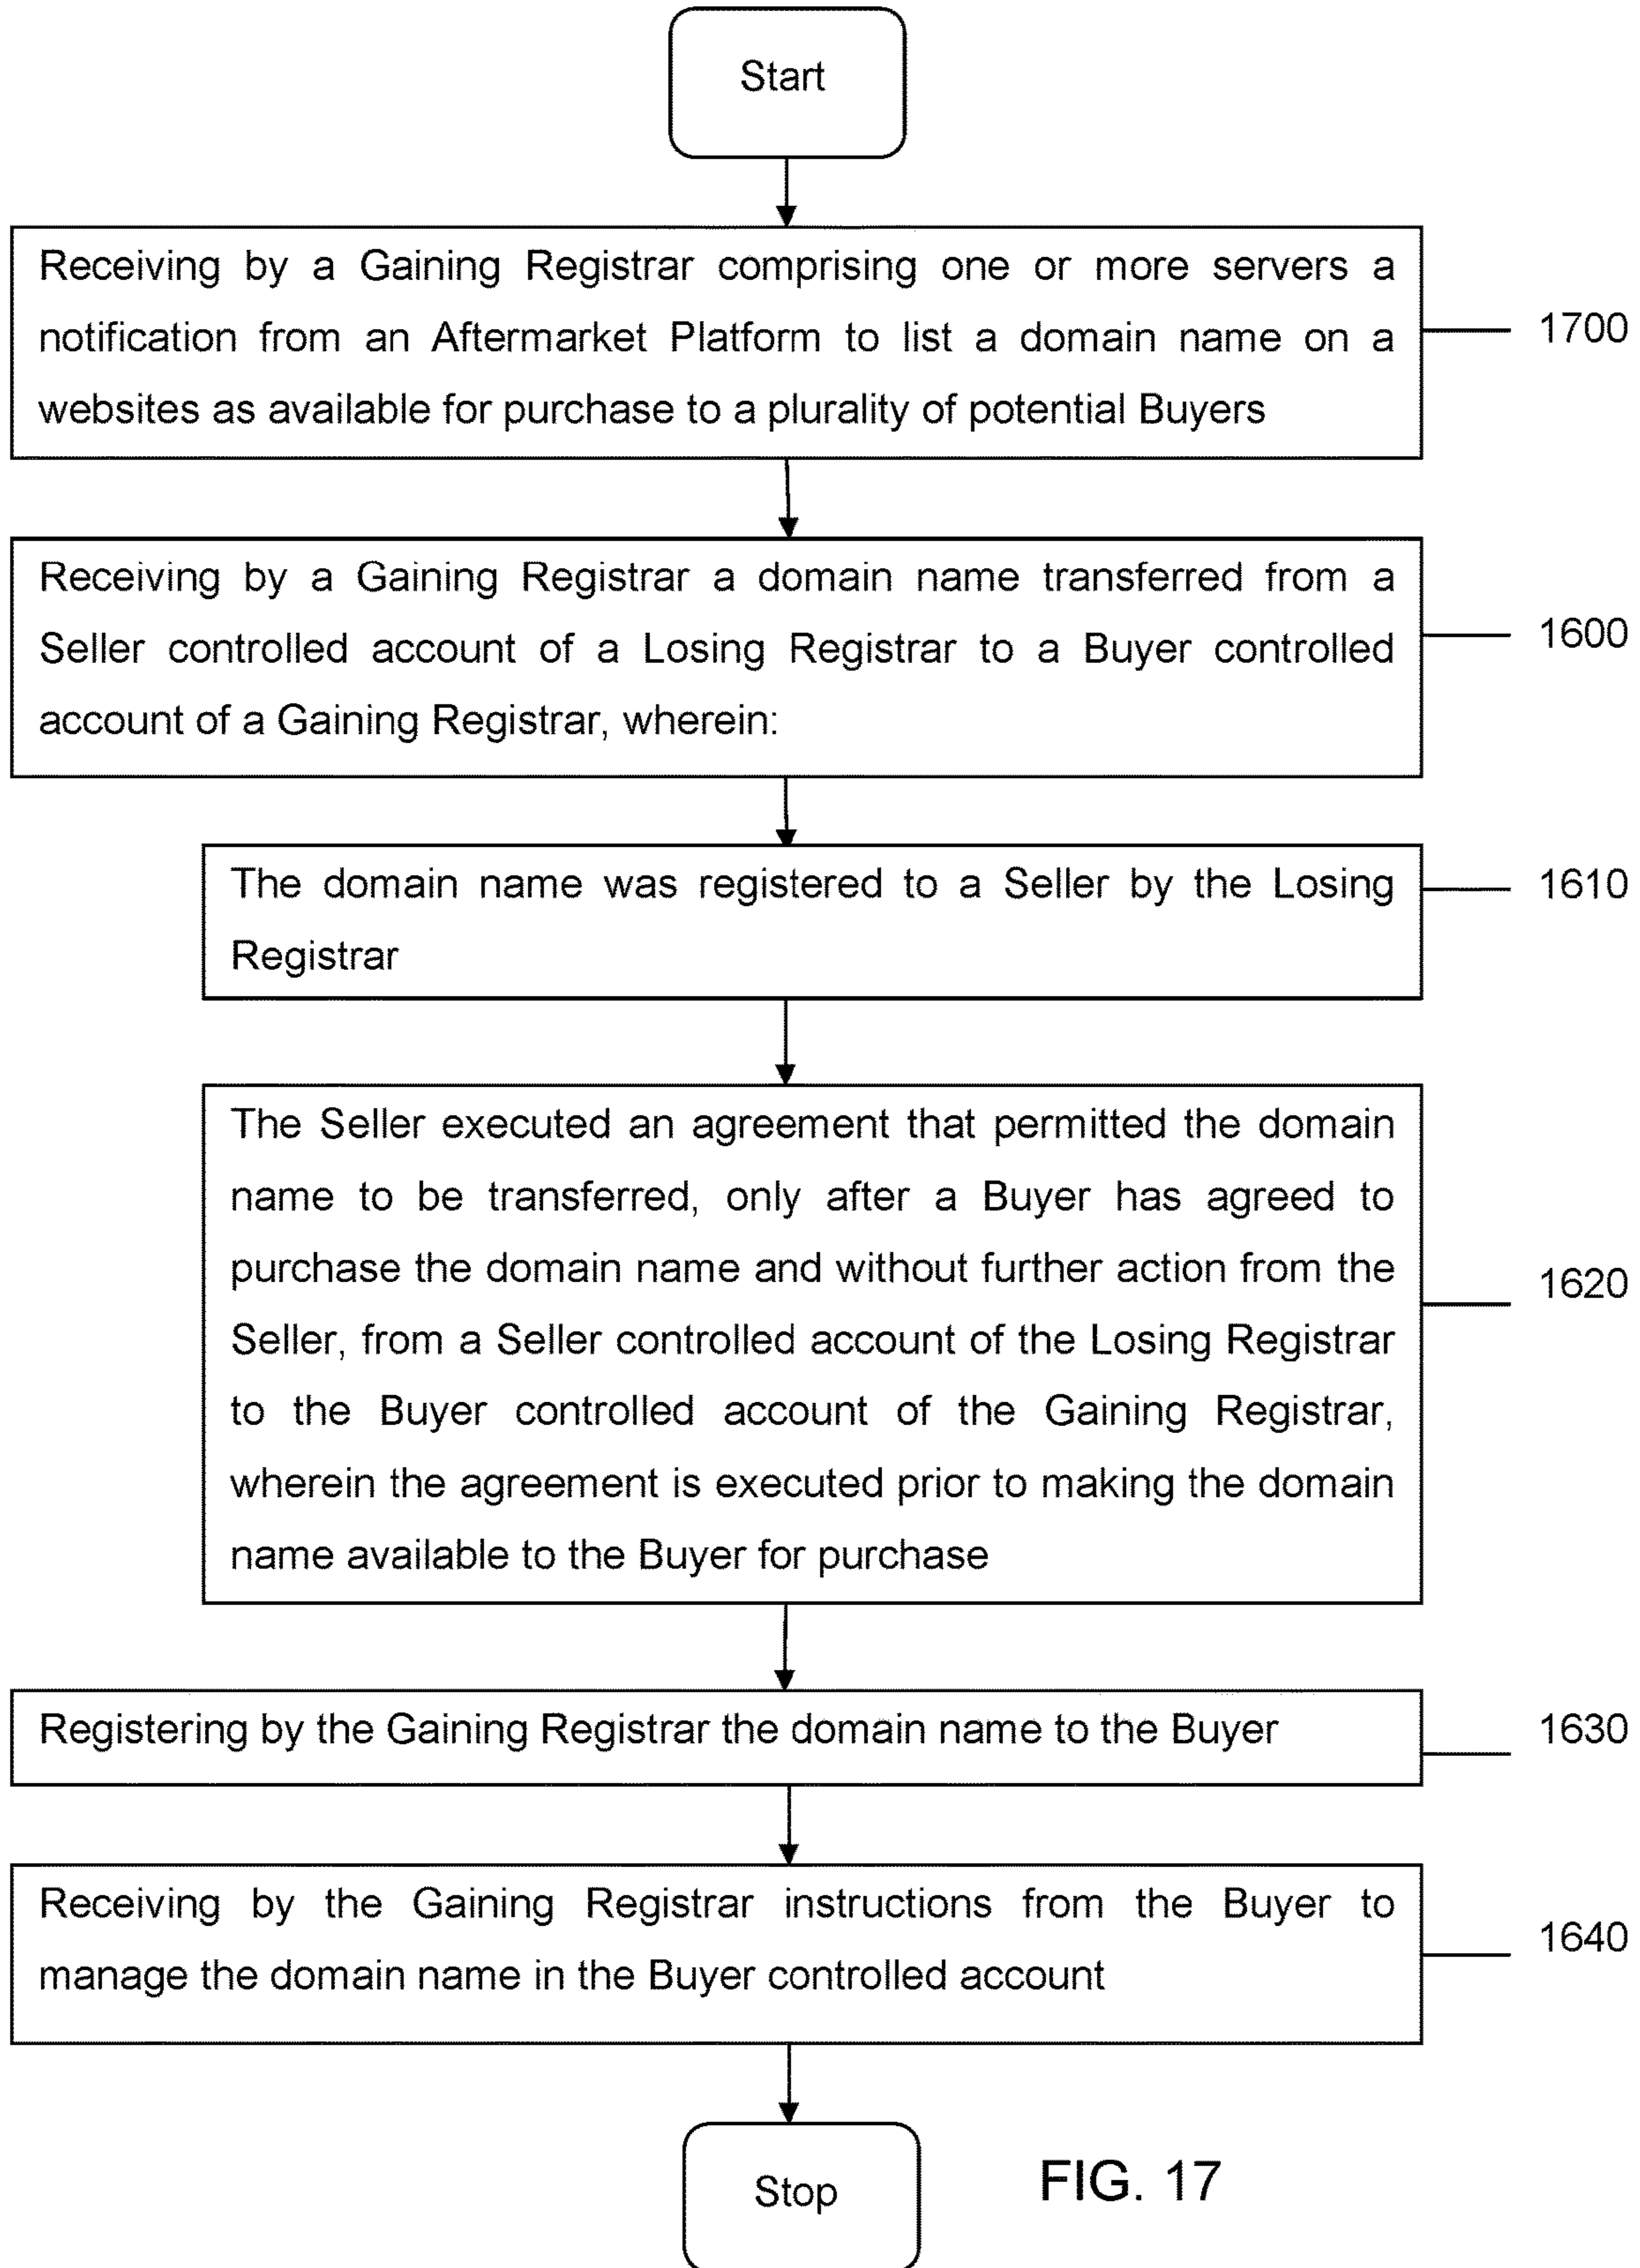 Start
Receiving by a Gaining Registrar comprising one or more servers a
notification from an Aftermarket Platform to list a domain name on a
websites as available for purchase to a plurality of potential Buyers
1700
Receiving by a Gaining Registrar a domain name transferred from a
Seller controlled account of a Losing Registrar to a Buyer controlled
account of a Gaining Registrar, wherein:
1600
The domain name was registered to a Seller by the Losing
Registrar
1610
The Seller executed an agreement that permitted the domain
name to be transferred, only after a Buyer has agreed to
purchase the domain name and without further action from the
Seller, from a Seller controlled account of the Losing Registrar
to the Buyer controlled account of the Gaining Registrar,
wherein the agreement is executed prior to making the domain
name available to the Buyer for purchase
1620
Registering by the Gaining Registrar the domain name to the Buyer
1630
Receiving by the Gaining Registrar instructions from the Buyer to
manage the domain name in the Buyer controlled account
1640
Stop
FIG. 17